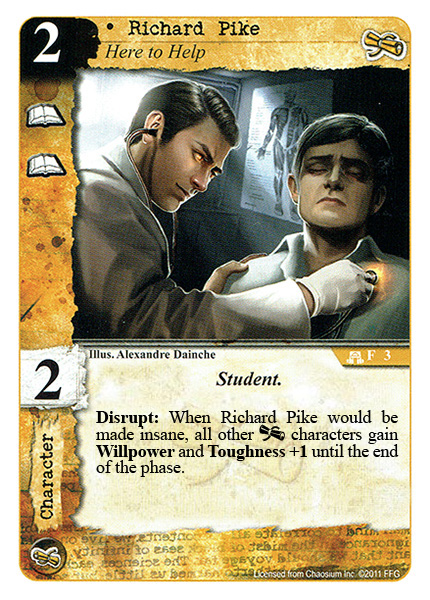 2
• Richard Pike
Here to Help
Illus. Alexandre Dainche
F 3
2
Student.
Disrupt: When Richard Pike would be
made insane, all other characters gain
Willpower and Toughness +1 until the end
of the phase.
Character
Licensed from Chaosium Inc. ©2011 FFG